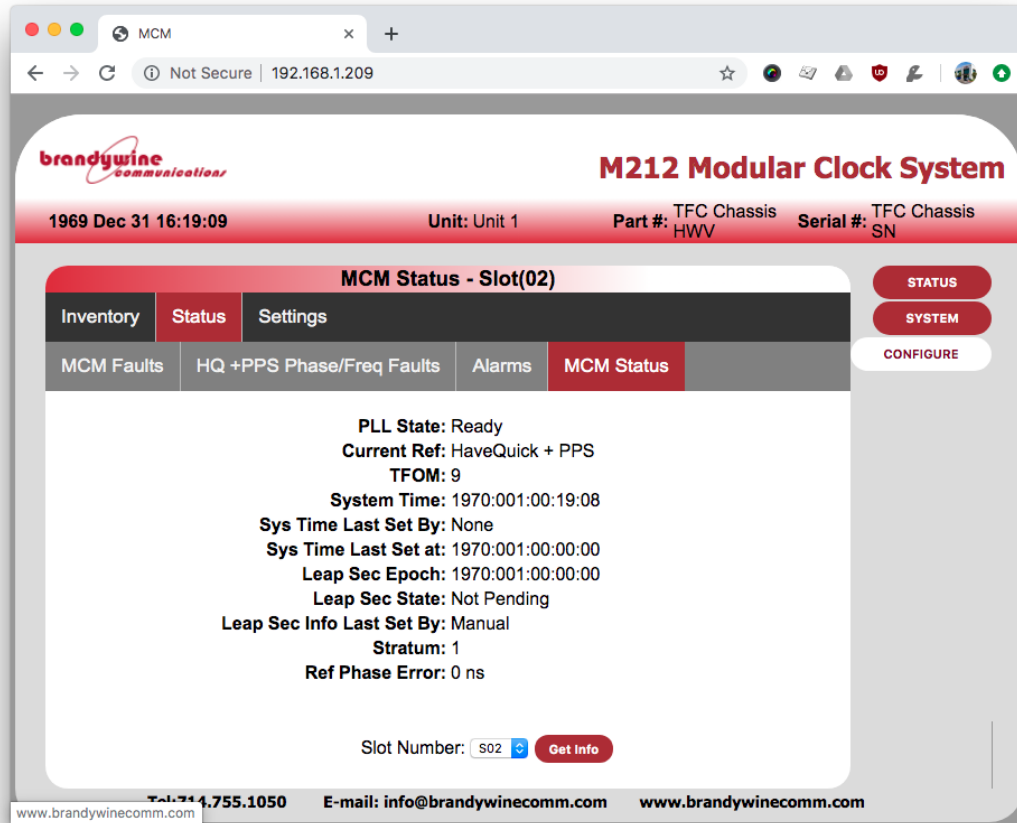 MCM
Not Secure | 192.168.1.209
brandywine
communications
M212 Modular Clock System
1969 Dec 31 16:19:09 Unit: Unit 1 Part #: TFC Chassis HWV Serial #: TFC Chassis SN
MCM Status - Slot(02)
STATUS
Inventory Status Settings
SYSTEM
MCM Faults HQ +PPS Phase/Freq Faults Alarms MCM Status
CONFIGURE
PLL State: Ready
Current Ref: HaveQuick + PPS
TFOM: 9
System Time: 1970:001:00:19:08
Sys Time Last Set By: None
Sys Time Last Set at: 1970:001:00:00:00
Leap Sec Epoch: 1970:001:00:00:00
Leap Sec State: Not Pending
Leap Sec Info Last Set By: Manual
Stratum: 1
Ref Phase Error: 0 ns
Slot Number: S02 Get Info
Tel:714.755.1050 E-mail: info@brandywinecomm.com www.brandywinecomm.com
www.brandywinecomm.com